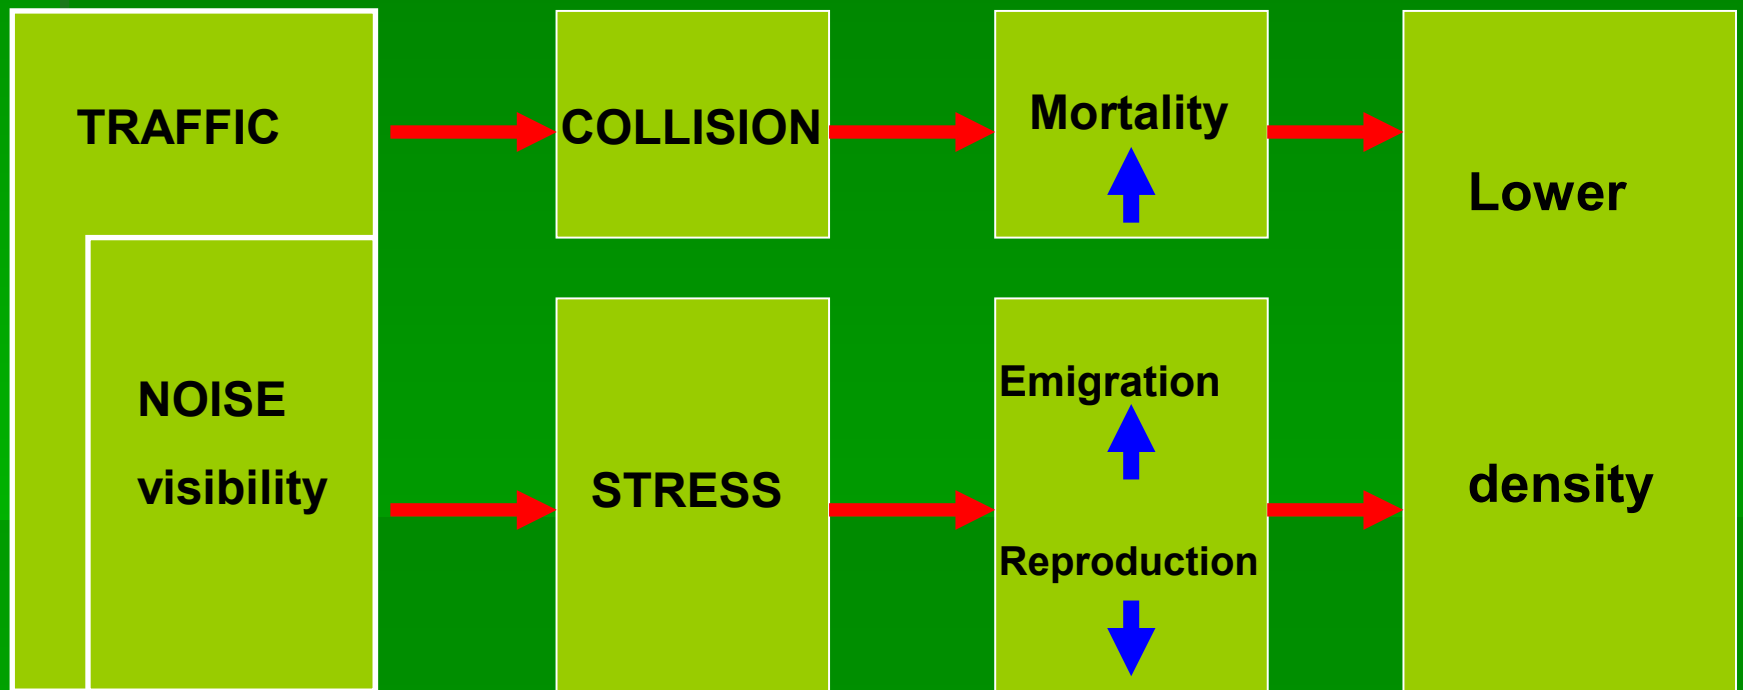 TRAFFIC
COLLISION
Mortality
Lower
NOISE
visibility
STRESS
Emigration
Reproduction
density